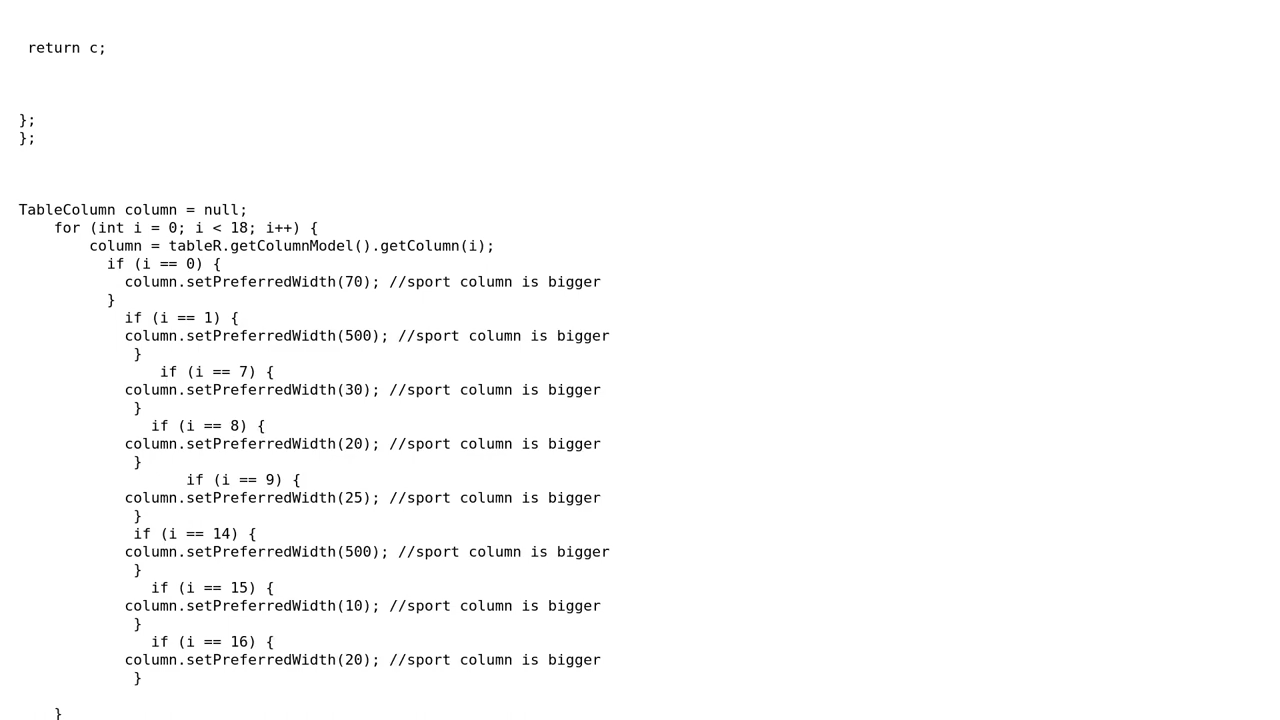 return c;
};
};
TableColumn column = null;
for (int i = 0; i < 18; i++) {
column = tableR.getColumnModel().getColumn(i);
if (i == 0) {
column.setPreferredWidth(70); //sport column is bigger
}
if (i == 1) {
column.setPreferredWidth(500); //sport column is bigger
}
if (i == 7) {
column.setPreferredWidth(30); //sport column is bigger
}
if (i == 8) {
column.setPreferredWidth(20); //sport column is bigger
}
if (i == 9) {
column.setPreferredWidth(25); //sport column is bigger
}
if (i == 14) {
column.setPreferredWidth(500); //sport column is bigger
}
if (i == 15) {
column.setPreferredWidth(10); //sport column is bigger
}
if (i == 16) {
column.setPreferredWidth(20); //sport column is bigger
}
}